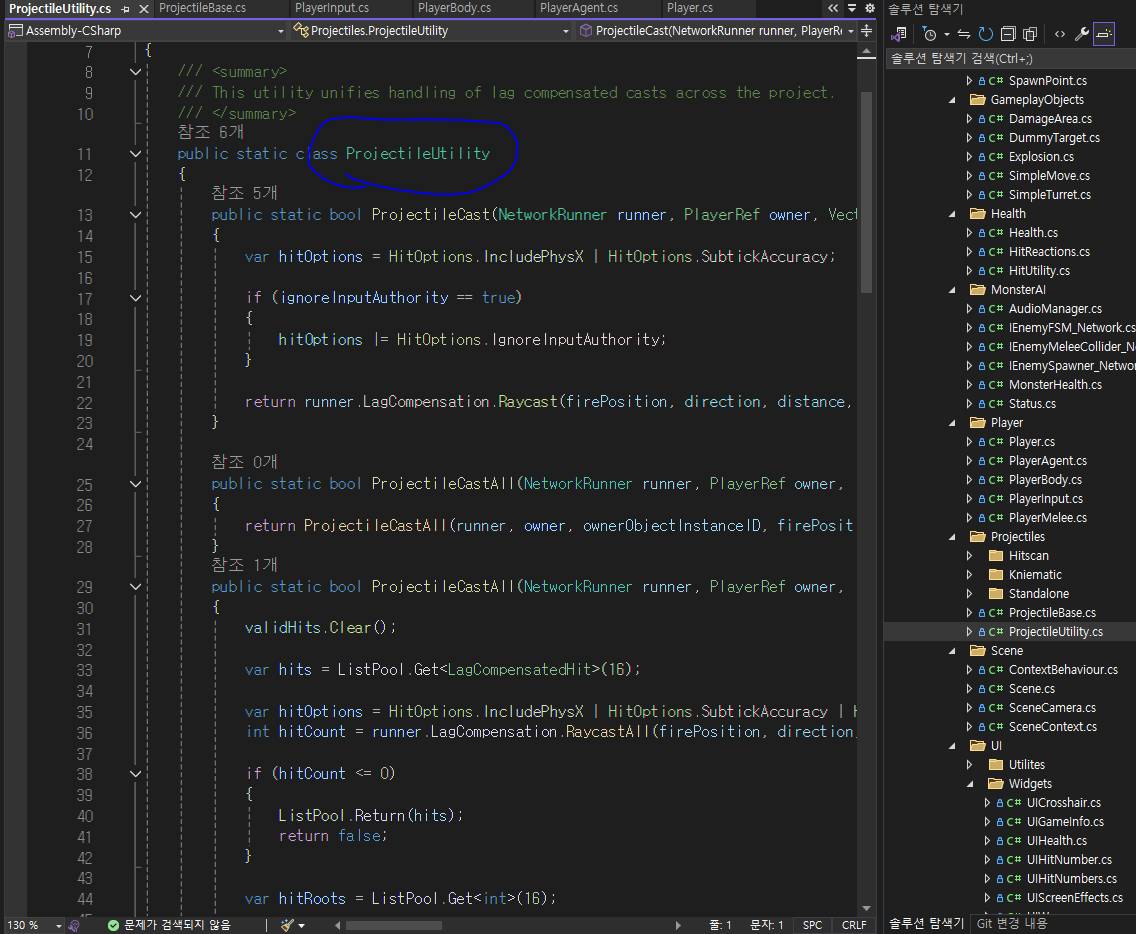 ProjectileUtility.cs
ProjectileBase.cs
PlayerInput.cs
PlayerBody.cs
PlayerAgent.cs
Player.cs
Assembly-CSharp
Projectiles.ProjectileUtility
ProjectileCast(NetworkRunner runner, PlayerRe
7 {
8 /// <summary>
9 /// This utility unifies handling of lag compensated casts across the project.
10 /// </summary>
참조 6개
11 public static class ProjectileUtility
12 {
참조 5개
13 public static bool ProjectileCast(NetworkRunner runner, PlayerRef owner, Vect
14 {
15 var hitOptions = HitOptions.IncludePhysX | HitOptions.SubtickAccuracy;
16
17 if (ignoreInputAuthority == true)
18 {
19 hitOptions |= HitOptions.IgnoreInputAuthority;
20 }
21
22 return runner.LagCompensation.Raycast(firePosition, direction, distance,
23 }
24
참조 0개
25 public static bool ProjectileCastAll(NetworkRunner runner, PlayerRef owner,
26 {
27 return ProjectileCastAll(runner, owner, ownerObjectInstanceID, firePosit
28 }
참조 1개
29 public static bool ProjectileCastAll(NetworkRunner runner, PlayerRef owner,
30 {
31 validHits.Clear();
32
33 var hits = ListPool.Get<LagCompensatedHit>(16);
34
35 var hitOptions = HitOptions.IncludePhysX | HitOptions.SubtickAccuracy |
36 int hitCount = runner.LagCompensation.RaycastAll(firePosition, direction,
37
38 if (hitCount <= 0)
39 {
40 ListPool.Return(hits);
41 return false;
42 }
43
44 var hitRoots = ListPool.Get<int>(16);
130 %
문제가 검색되지 않음
줄: 1
문자: 1
SPC
CRLF
솔루션 탐색기
솔루션 탐색기 검색(Ctrl+;)
C# SpawnPoint.cs
GameplayObjects
C# DamageArea.cs
C# DummyTarget.cs
C# Explosion.cs
C# SimpleMove.cs
C# SimpleTurret.cs
Health
C# Health.cs
C# HitReactions.cs
C# HitUtility.cs
MonsterAI
C# AudioManager.cs
C# IEnemyFSM_Network.cs
C# IEnemyMeleeCollider_N
C# IEnemySpawner_Networ
C# MonsterHealth.cs
C# Status.cs
Player
C# Player.cs
C# PlayerAgent.cs
C# PlayerBody.cs
C# PlayerInput.cs
C# PlayerMelee.cs
Projectiles
Hitscan
Kniematic
Standalone
C# ProjectileBase.cs
C# ProjectileUtility.cs
Scene
C# ContextBehaviour.cs
C# Scene.cs
C# SceneCamera.cs
C# SceneContext.cs
UI
Utilites
Widgets
C# UICrosshair.cs
C# UIGameInfo.cs
C# UIHealth.cs
C# UIHitNumber.cs
C# UIHitNumbers.cs
C# UIScreenEffects.cs
솔루션 탐색기
Git 변경 내용